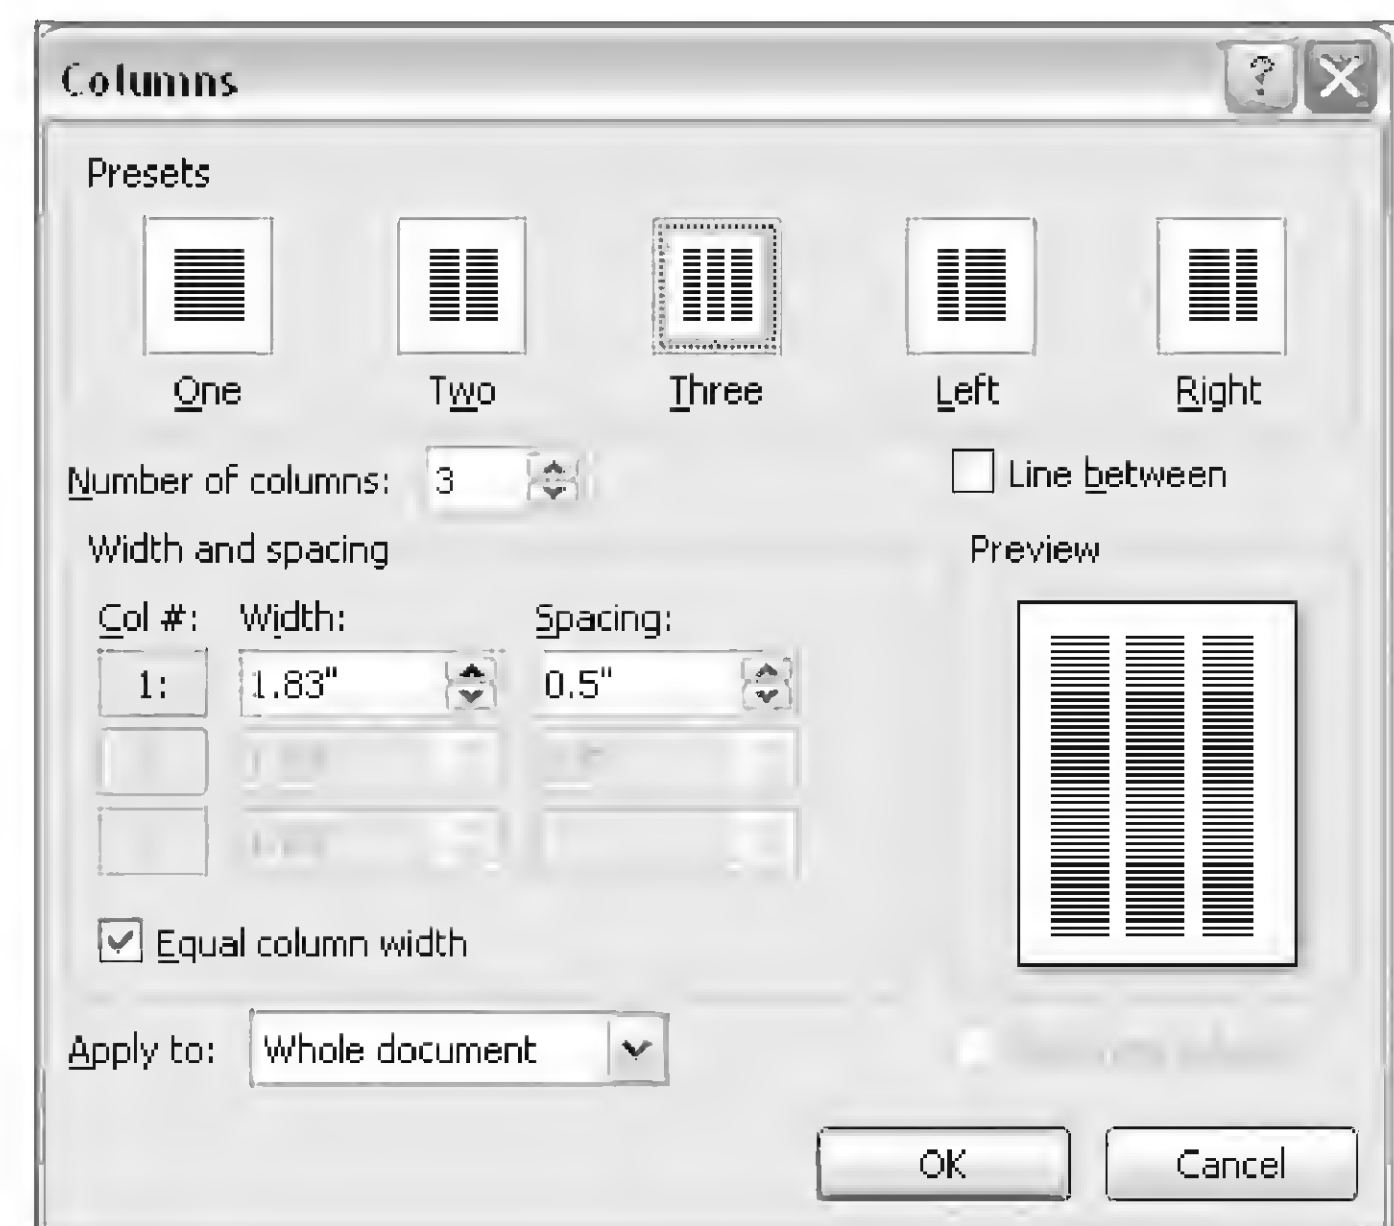 Columns
Presets
One Two Three Left Right
Number of columns: 3 Line between
Width and spacing Preview
Col #: Width: Spacing:
1: 1.83" 0.5"
Equal column width
Apply to: Whole document
OK Cancel